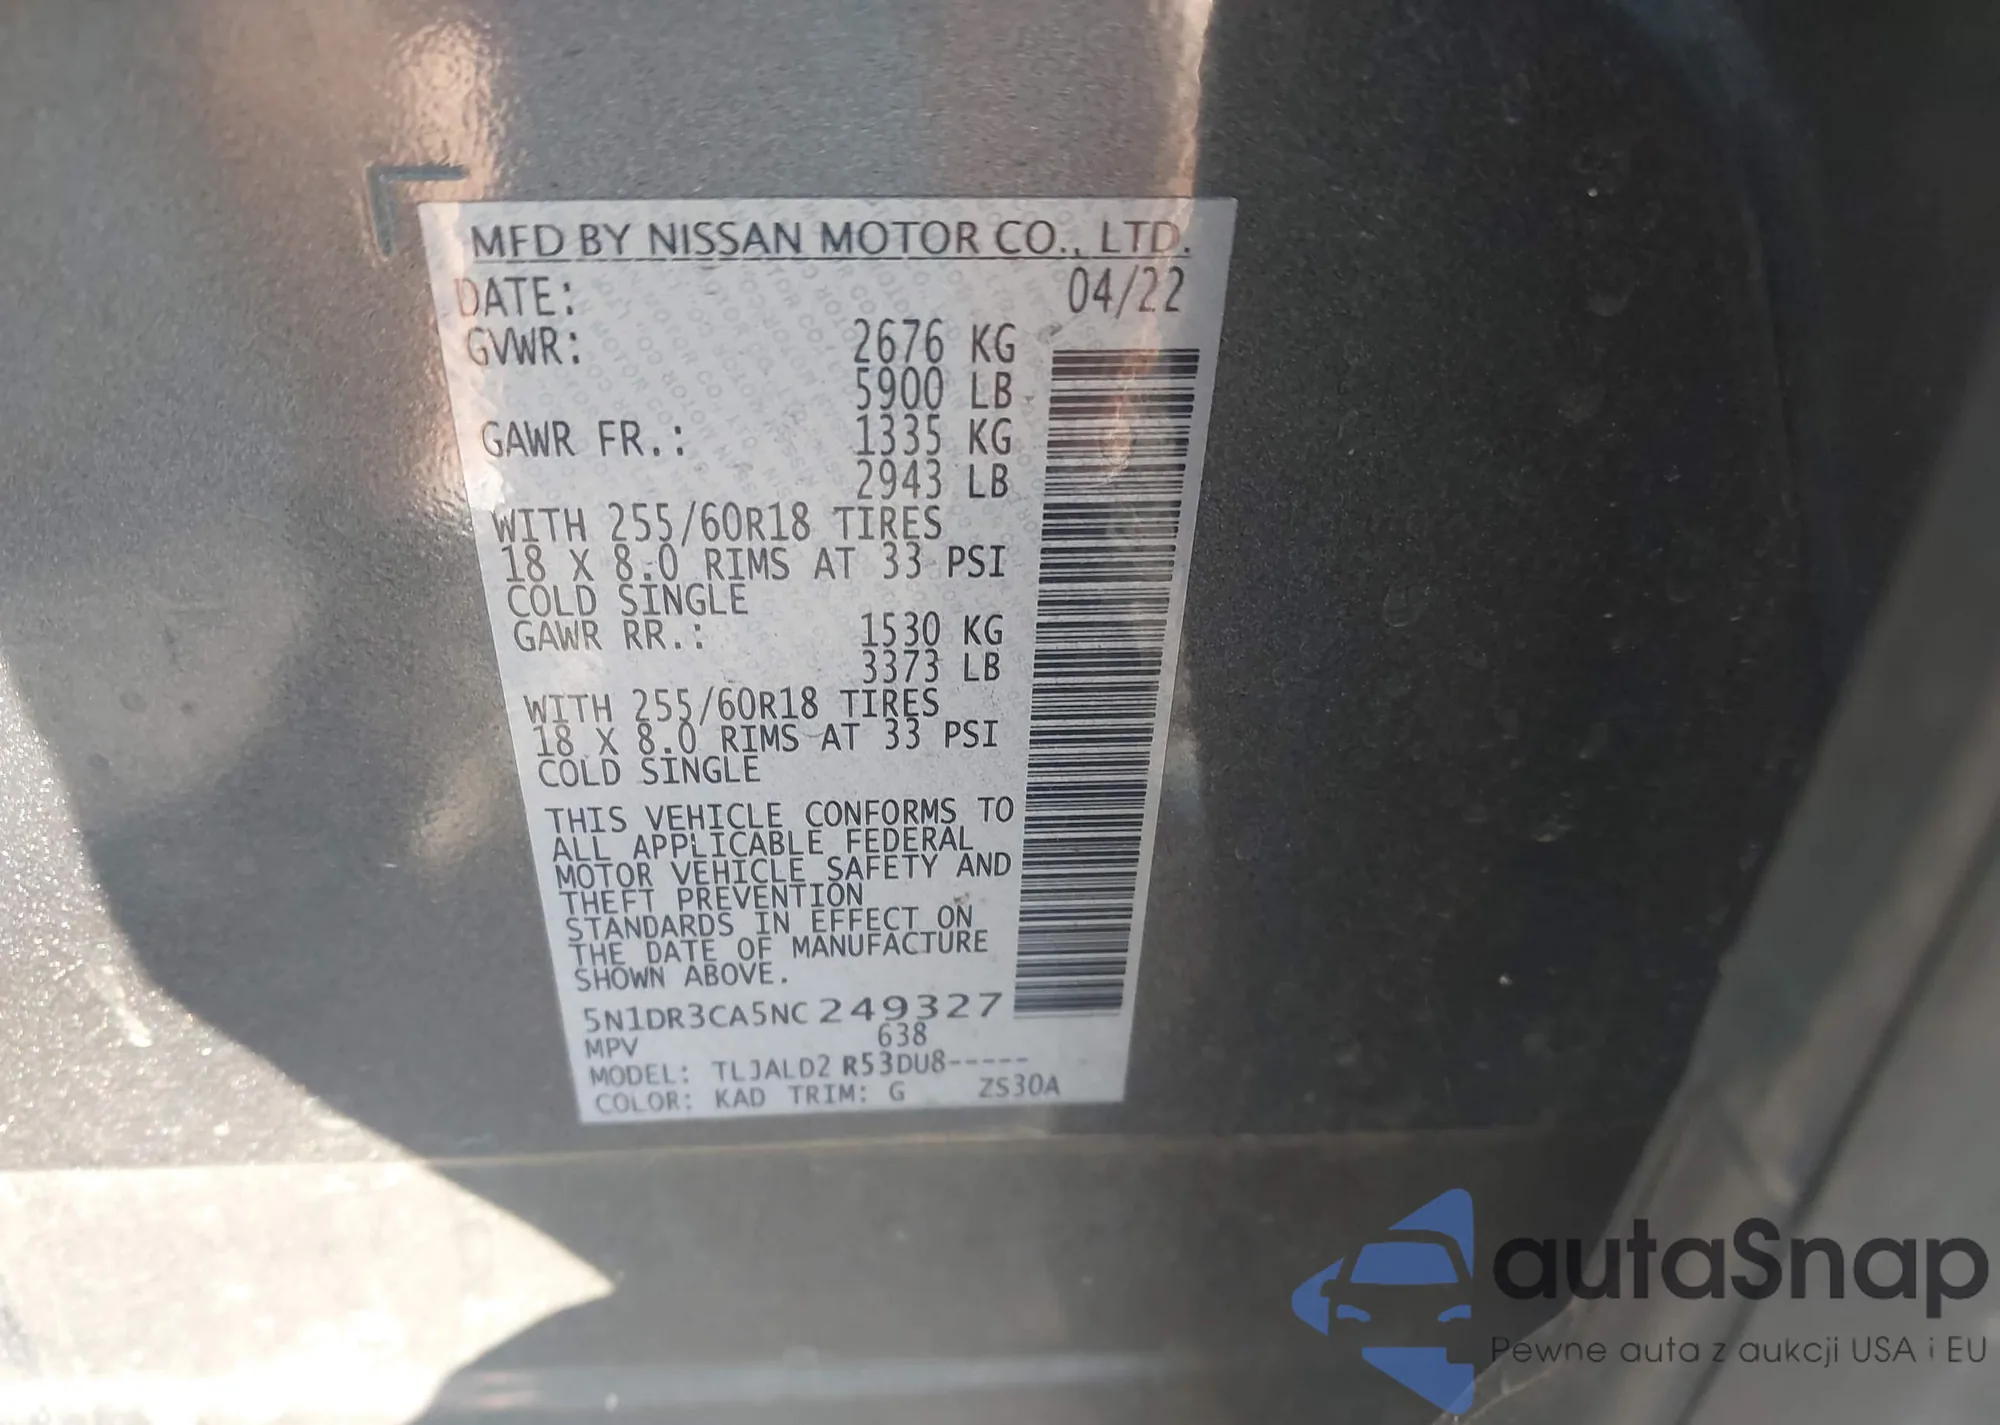 MFD BY NISSAN MOTOR CO., LTD.
DATE: 04/22
GVWR: 2676 KG
5900 LB
GAWR FR.: 1335 KG
2943 LB
WITH 255/60R18 TIRES
18 X 8.0 RIMS AT 33 PSI
COLD SINGLE
GAWR RR.: 1530 KG
3373 LB
WITH 255/60R18 TIRES
18 X 8.0 RIMS AT 33 PSI
COLD SINGLE
THIS VEHICLE CONFORMS TO
ALL APPLICABLE FEDERAL
MOTOR VEHICLE SAFETY AND
THEFT PREVENTION
STANDARDS IN EFFECT ON
THE DATE OF MANUFACTURE
SHOWN ABOVE.
5N1DR3CA5NC249327
MPV 638
MODEL: TLJALD2 R53DU8-----
COLOR: KAD TRIM: G ZS30A
autaSnap
Pewne auta z aukcji USA i EU